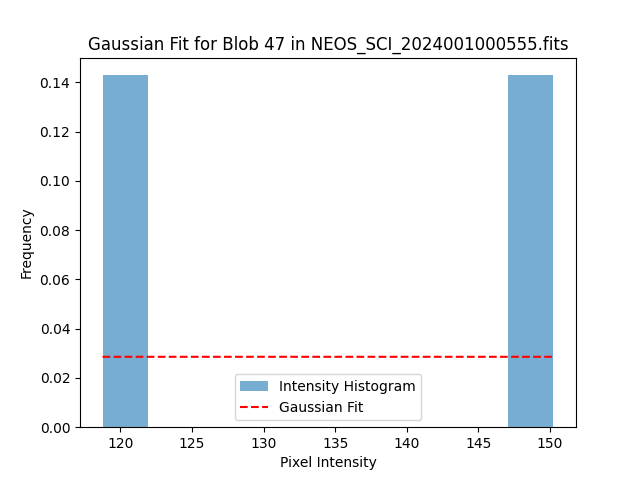 Gaussian Fit for Blob 47 in NEOS_SCI_2024001000555.fits
0.14
0.12
0.10
0.08
0.06
0.04
0.02
0.00
Frequency
Intensity Histogram
Gaussian Fit
120 125 130 135 140 145 150
Pixel Intensity